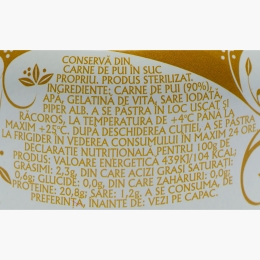 CONSERVĂ DIN
CARNE DE PUI ÎN SUC
PROPRIU. PRODUS STERILIZAT.
INGREDIENTE: CARNE DE PUI (90%),
APĂ, GELATINĂ DE VITĂ, SARE IODATĂ,
PIPER ALB. A SE PĂSTRA ÎN LOC USCAT ȘI
RĂCOROS, LA TEMPERATURA DE +4°C PÂNĂ LA
MAXIM +25°C. DUPĂ DESCHIDEREA CUTIEI, A SE PĂSTRA
LA FRIGIDER ÎN VEDEREA CONSUMULUI ÎN MAXIM 24 ORE
DECLARAȚIE NUTRIȚIONALĂ PENTRU 100g DE
PRODUS: VALOARE ENERGETICĂ 439KJ/104 KCAL;
GRĂSIMI: 2,3g, DIN CARE ACIZI GRAȘI SATURAȚI:
0,6g; GLUCIDE: 0,0g, DIN CARE ZAHARURI: 0,0g;
PROTEINE: 20,8g; SARE: 1,2g. A SE CONSUMA, DE
PREFERINȚĂ, ÎNAINTE DE: VEZI PE CAPAC.